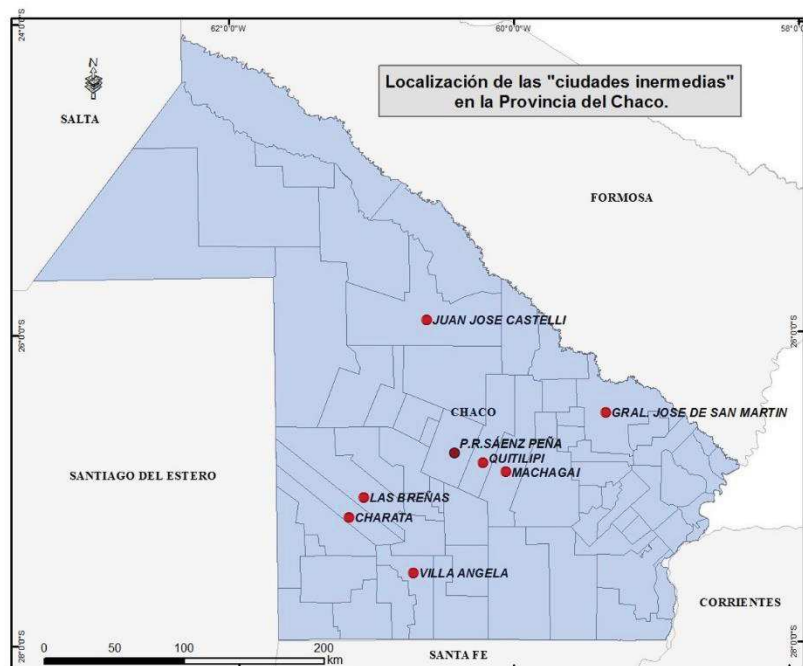 24°0'0"S
62°0'0"W
60°0'0"W
58°0'0"W
24°0'0"S
N
Localización de las "ciudades inermedias"
en la Provincia del Chaco.
SALTA
FORMOSA
JUAN JOSE CASTELLI
26°0'0"S
26°0'0"S
CHACO
GRAL. JOSE DE SAN MARTIN
P.R.SÁENZ PEÑA
QUITILIPI
MACHAGAI
SANTIAGO DEL ESTERO
LAS BREÑAS
CHARATA
VILLA ANGELA
CORRIENTES
28°0'0"S
28°0'0"S
SANTA FE
0 50 100 200
km